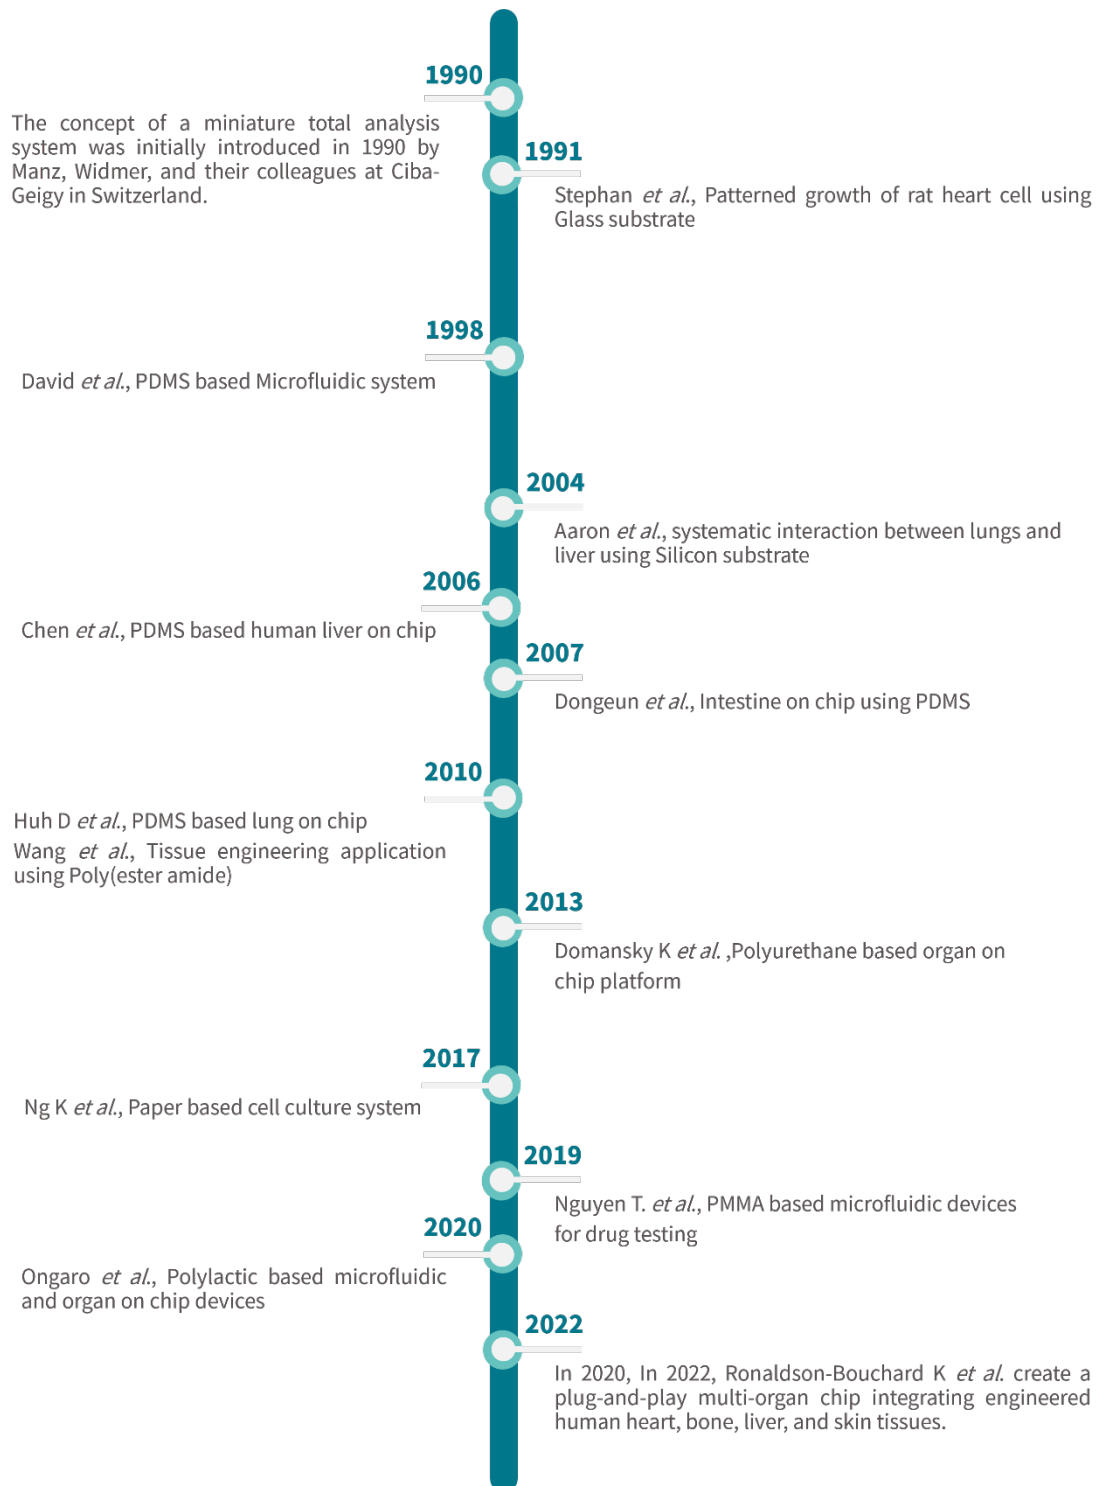 1990
The concept of a miniature total analysis
system was initially introduced in 1990 by
Manz, Widmer, and their colleagues at Ciba-
Geigy in Switzerland.
1991
Stephan et al., Patterned growth of rat heart cell using
Glass substrate
1998
David et al., PDMS based Microfluidic system
2004
Aaron et al., systematic interaction between lungs and
liver using Silicon substrate
2006
Chen et al., PDMS based human liver on chip
2007
Dongeun et al., Intestine on chip using PDMS
2010
Huh D et al., PDMS based lung on chip
Wang et al., Tissue engineering application
using Poly(ester amide)
2013
Domansky K et al. ,Polyurethane based organ on
chip platform
2017
Ng K et al., Paper based cell culture system
2019
Nguyen T. et al., PMMA based microfluidic devices
for drug testing
2020
Ongaro et al., Polylactic based microfluidic
and organ on chip devices
2022
In 2020, In 2022, Ronaldson-Bouchard K et al. create a
plug-and-play multi-organ chip integrating engineered
human heart, bone, liver, and skin tissues.